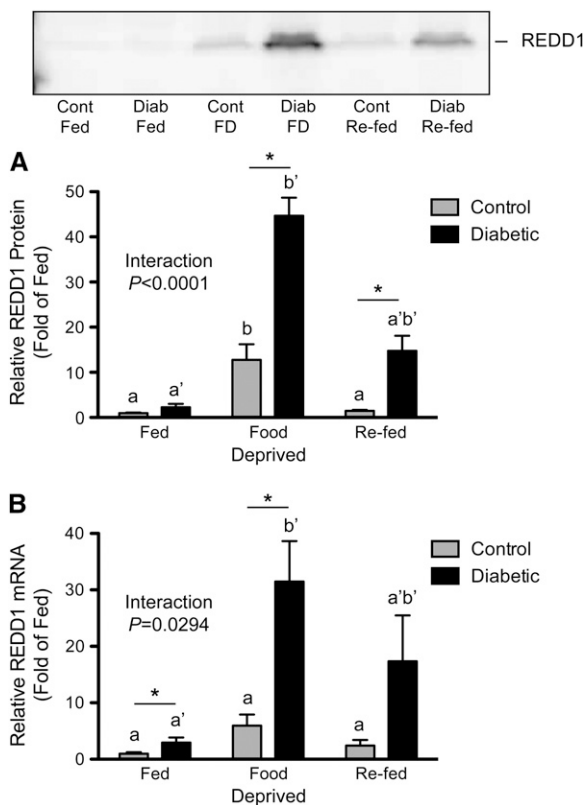 – REDD1
Cont Diab Cont Diab Cont Diab
Fed Fed FD FD Re-fed Re-fed
A
Relative REDD1 Protein
(Fold of Fed)
50
40
30
20
10
0
Interaction
P<0.0001
*
b'
b
*
a'b'
a
a'
a
Control
Diabetic
Fed Food Re-fed
Deprived
B
Relative REDD1 mRNA
(Fold of Fed)
40
30
20
10
0
Interaction
P=0.0294
*
b'
a'b'
*
a
a'
a
a
Control
Diabetic
Fed Food Re-fed
Deprived